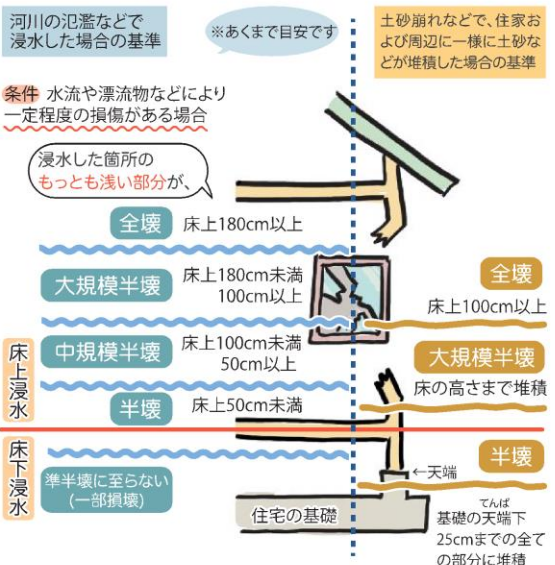 河川の氾濫などで
浸水した場合の基準
※あくまで目安です
土砂崩れなどで、住家お
よび周辺に一様に土砂な
どが堆積した場合の基準
条件 水流や漂流物などにより
一定程度の損傷がある場合
浸水した箇所の
もっとも浅い部分が、
全壊 床上180cm以上
大規模半壊 床上180cm未満
100cm以上
全壊
床上100cm以上
床上浸水
中規模半壊 床上100cm未満
50cm以上
大規模半壊
床の高さまで堆積
半壊 床上50cm未満
床下浸水
準半壊に至らない
(一部損壊)
半壊
←天端
住宅の基礎
てんば
基礎の天端下
25cmまでの全て
の部分に堆積